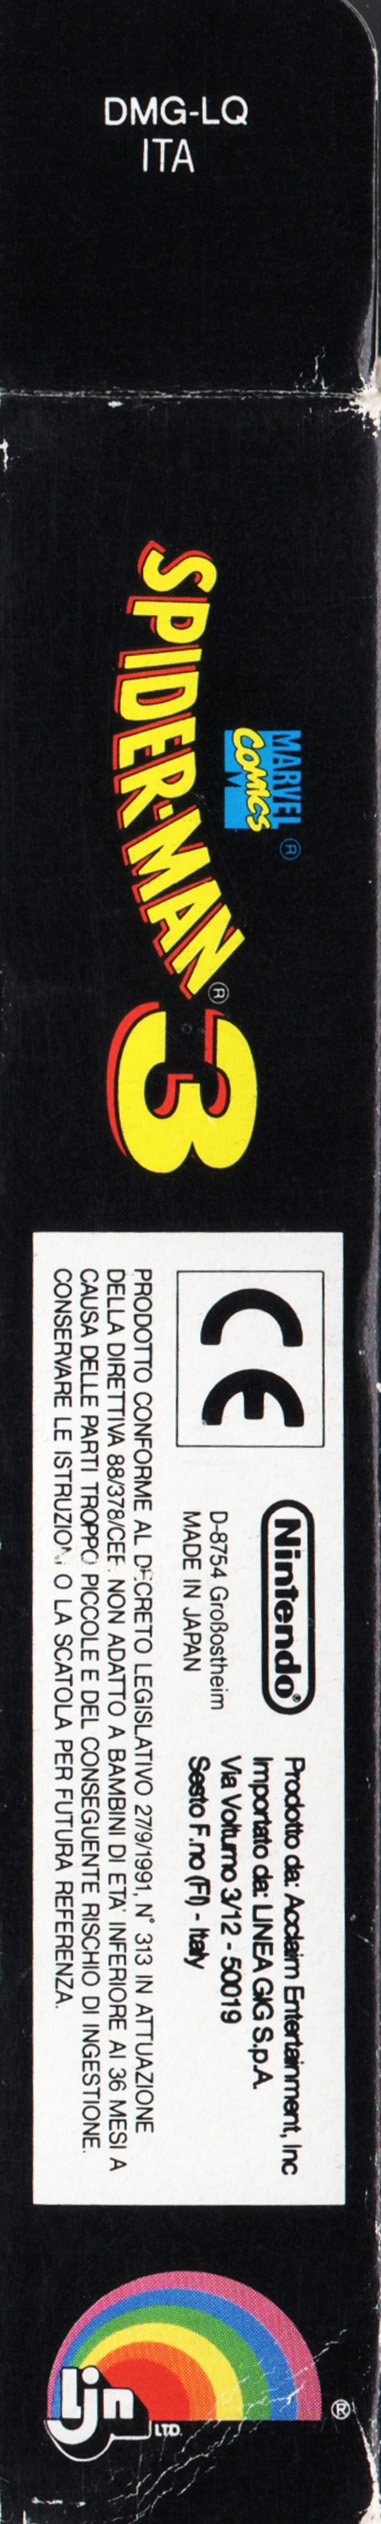 DMG-LQ
ITA
MARVEL ®
COMICS
SPIDER-MAN® 3
CE
Nintendo®
D-8754 Großostheim
MADE IN JAPAN
Prodotto da: Acclaim Entertainment, Inc
Importato da: LINEA GIG S.p.A.
Via Volturno 3/12 - 50019
Sesto F.no (FI) - Italy
PRODOTTO CONFORME AL DECRETO LEGISLATIVO 27/9/1991, N° 313 IN ATTUAZIONE
DELLA DIRETTIVA 88/378/CEE. NON ADATTO A BAMBINI DI ETA' INFERIORE AI 36 MESI A
CAUSA DELLE PARTI TROPPO PICCOLE E DEL CONSEGUENTE RISCHIO DI INGESTIONE.
CONSERVARE LE ISTRUZIONI O LA SCATOLA PER FUTURA REFERENZA.
LJN LTD. ®